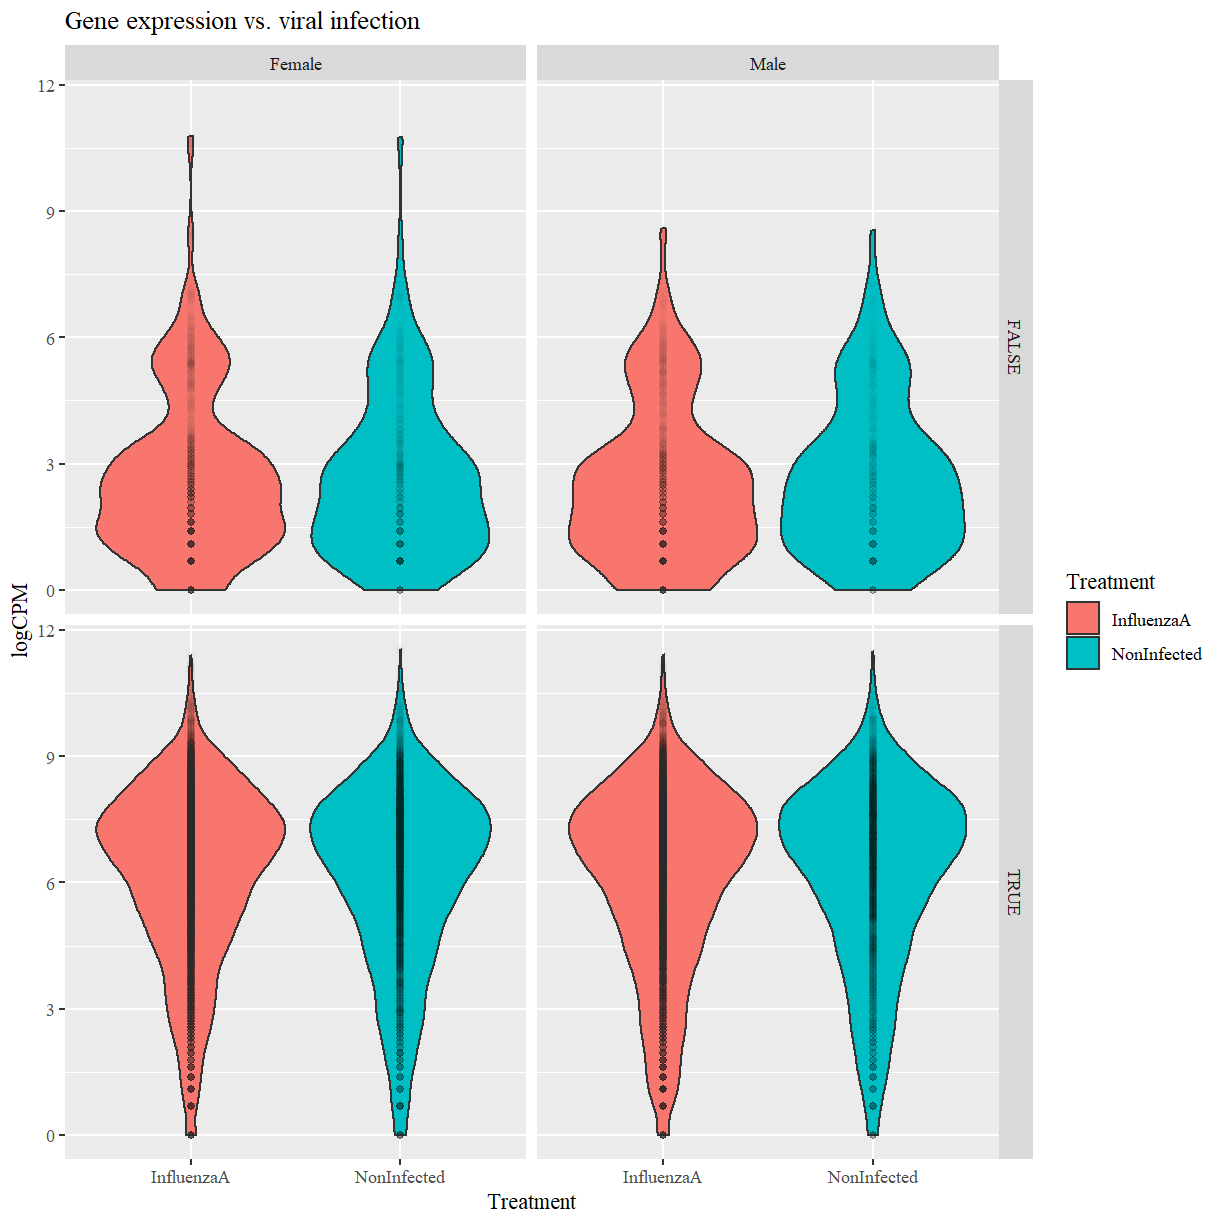 Gene expression vs. viral infection
Female
Male
12
9
6
3
0
FALSE
12
9
6
3
0
TRUE
logCPM
InfluenzaA
NonInfected
InfluenzaA
NonInfected
Treatment
Treatment
InfluenzaA
NonInfected